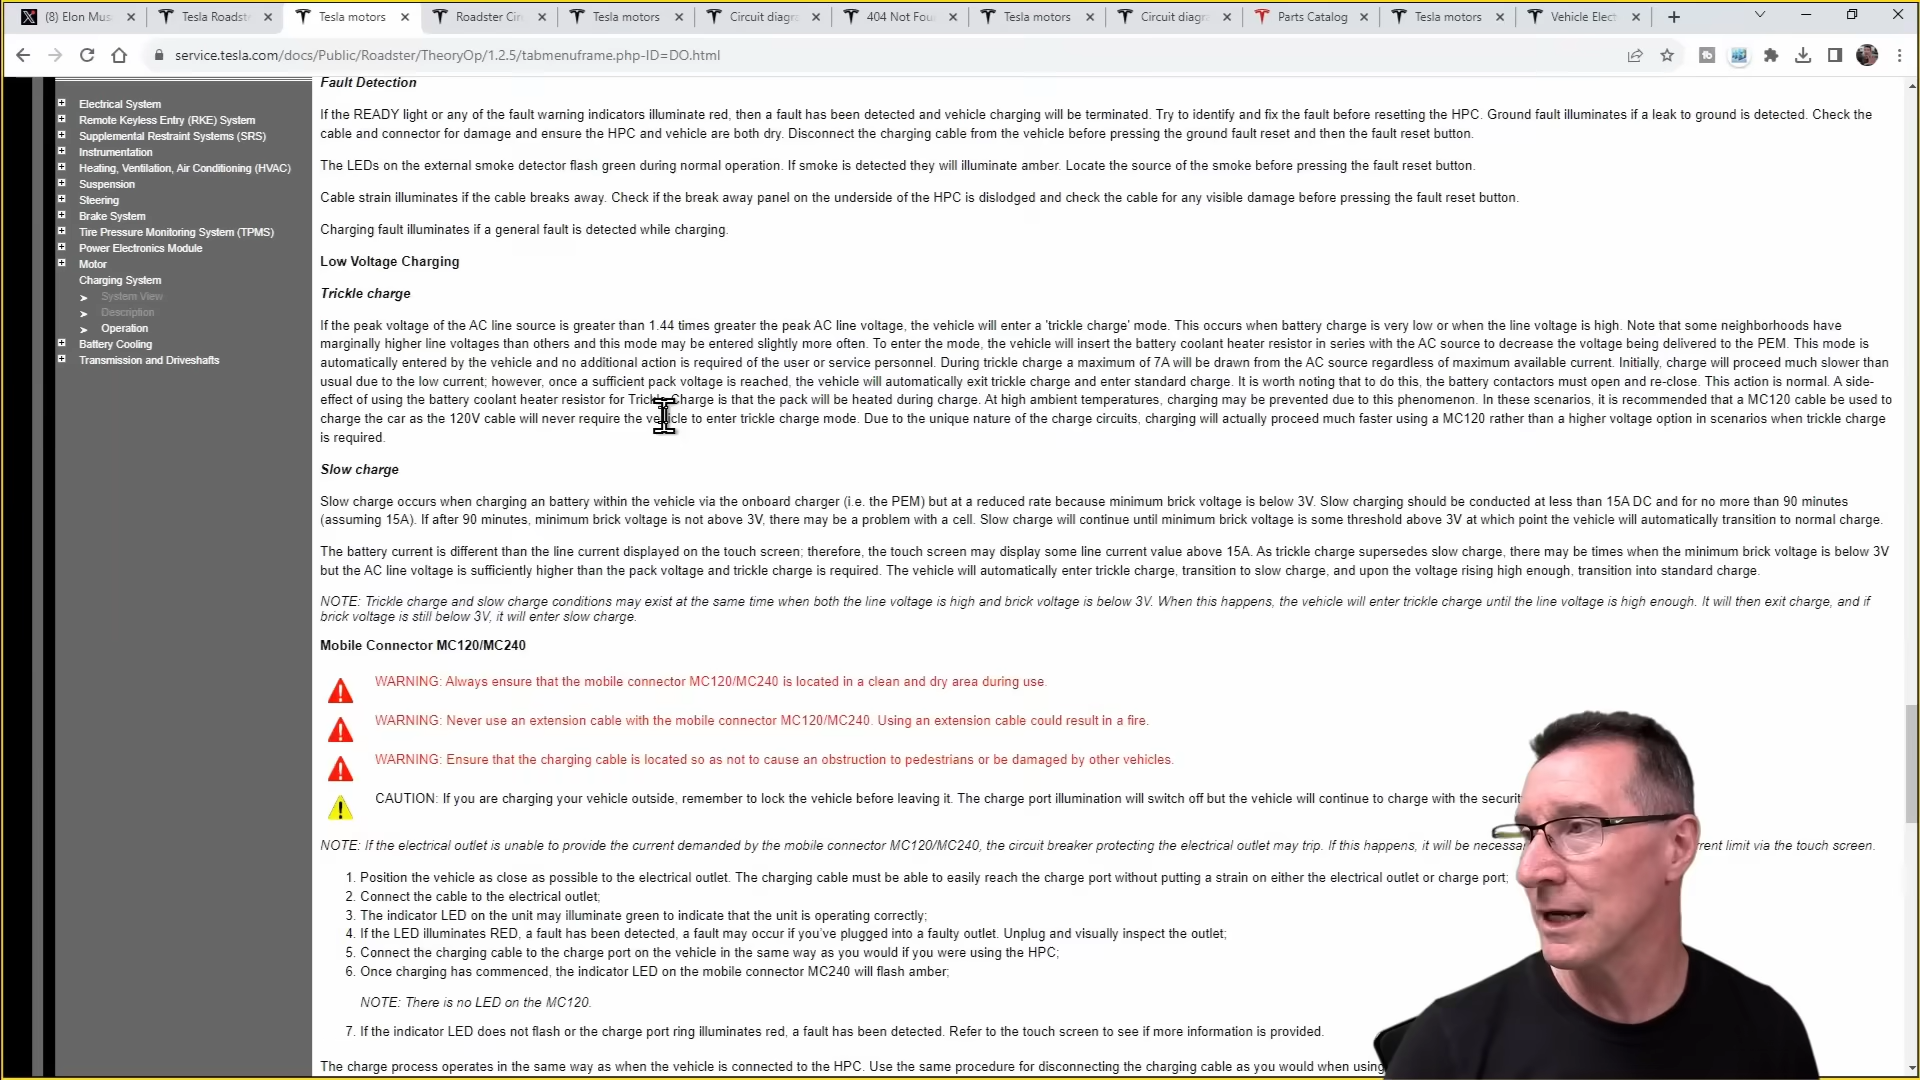 (8) Elon Mus
Tesla Roadst
Tesla motors
Roadster Cir
Tesla motors
Circuit diagr
404 Not Fou
Tesla motors
Circuit diagr
Parts Catalog
Tesla motors
Vehicle Elect
service.tesla.com/docs/Public/Roadster/TheoryOp/1.2.5/tabmenuframe.php-ID=DO.html
Electrical System
Remote Keyless Entry (RKE) System
Supplemental Restraint Systems (SRS)
Instrumentation
Heating, Ventilation, Air Conditioning (HVAC)
Suspension
Steering
Brake System
Tire Pressure Monitoring System (TPMS)
Power Electronics Module
Motor
Charging System
System View
Description
Operation
Battery Cooling
Transmission and Driveshafts
Fault Detection
If the READY light or any of the fault warning indicators illuminate red, then a fault has been detected and vehicle charging will be terminated. Try to identify and fix the fault before resetting the HPC. Ground fault illuminates if a leak to ground is detected. Check the
cable and connector for damage and ensure the HPC and vehicle are both dry. Disconnect the charging cable from the vehicle before pressing the ground fault reset and then the fault reset button.
The LEDs on the external smoke detector flash green during normal operation. If smoke is detected they will illuminate amber. Locate the source of the smoke before pressing the fault reset button.
Cable strain illuminates if the cable breaks away. Check if the break away panel on the underside of the HPC is dislodged and check the cable for any visible damage before pressing the fault reset button.
Charging fault illuminates if a general fault is detected while charging.
Low Voltage Charging
Trickle charge
If the peak voltage of the AC line source is greater than 1.44 times greater the peak AC line voltage, the vehicle will enter a 'trickle charge' mode. This occurs when battery charge is very low or when the line voltage is high. Note that some neighborhoods have
marginally higher line voltages than others and this mode may be entered slightly more often. To enter the mode, the vehicle will insert the battery coolant heater resistor in series with the AC source to decrease the voltage being delivered to the PEM. This mode is
automatically entered by the vehicle and no additional action is required of the user or service personnel. During trickle charge a maximum of 7A will be drawn from the AC source regardless of maximum available current. Initially, charge will proceed much slower than
usual due to the low current; however, once a sufficient pack voltage is reached, the vehicle will automatically exit trickle charge and enter standard charge. It is worth noting that to do this, the battery contactors must open and re-close. This action is normal. A side-
effect of using the battery coolant heater resistor for Trickle Charge is that the pack will be heated during charge. At high ambient temperatures, charging may be prevented due to this phenomenon. In these scenarios, it is recommended that a MC120 cable be used to
charge the car as the 120V cable will never require the vehicle to enter trickle charge mode. Due to the unique nature of the charge circuits, charging will actually proceed much faster using a MC120 rather than a higher voltage option in scenarios when trickle charge
is required.
Slow charge
Slow charge occurs when charging an battery within the vehicle via the onboard charger (i.e. the PEM) but at a reduced rate because minimum brick voltage is below 3V. Slow charging should be conducted at less than 15A DC and for no more than 90 minutes
(assuming 15A). If after 90 minutes, minimum brick voltage is not above 3V, there may be a problem with a cell. Slow charge will continue until minimum brick voltage is some threshold above 3V at which point the vehicle will automatically transition to normal charge.
The battery current is different than the line current displayed on the touch screen; therefore, the touch screen may display some line current value above 15A. As trickle charge supersedes slow charge, there may be times when the minimum brick voltage is below 3V
but the AC line voltage is sufficiently higher than the pack voltage and trickle charge is required. The vehicle will automatically enter trickle charge, transition to slow charge, and upon the voltage rising high enough, transition into standard charge.
NOTE: Trickle charge and slow charge conditions may exist at the same time when both the line voltage is high and brick voltage is below 3V. When this happens, the vehicle will enter trickle charge until the line voltage is high enough. It will then exit charge, and if
brick voltage is still below 3V, it will enter slow charge.
Mobile Connector MC120/MC240
WARNING: Always ensure that the mobile connector MC120/MC240 is located in a clean and dry area during use.
WARNING: Never use an extension cable with the mobile connector MC120/MC240. Using an extension cable could result in a fire.
WARNING: Ensure that the charging cable is located so as not to cause an obstruction to pedestrians or be damaged by other vehicles.
CAUTION: If you are charging your vehicle outside, remember to lock the vehicle before leaving it. The charge port illumination will switch off but the vehicle will continue to charge with the securit
NOTE: If the electrical outlet is unable to provide the current demanded by the mobile connector MC120/MC240, the circuit breaker protecting the electrical outlet may trip. If this happens, it will be necessa rent limit via the touch screen.
1. Position the vehicle as close as possible to the electrical outlet. The charging cable must be able to easily reach the charge port without putting a strain on either the electrical outlet or charge port;
2. Connect the cable to the electrical outlet;
3. The indicator LED on the unit may illuminate green to indicate that the unit is operating correctly;
4. If the LED illuminates RED, a fault has been detected, a fault may occur if you've plugged into a faulty outlet. Unplug and visually inspect the outlet;
5. Connect the charging cable to the charge port on the vehicle in the same way as you would if you were using the HPC;
6. Once charging has commenced, the indicator LED on the mobile connector MC240 will flash amber;
NOTE: There is no LED on the MC120.
7. If the indicator LED does not flash or the charge port ring illuminates red, a fault has been detected. Refer to the touch screen to see if more information is provided.
The charge process operates in the same way as when the vehicle is connected to the HPC. Use the same procedure for disconnecting the charging cable as you would when using